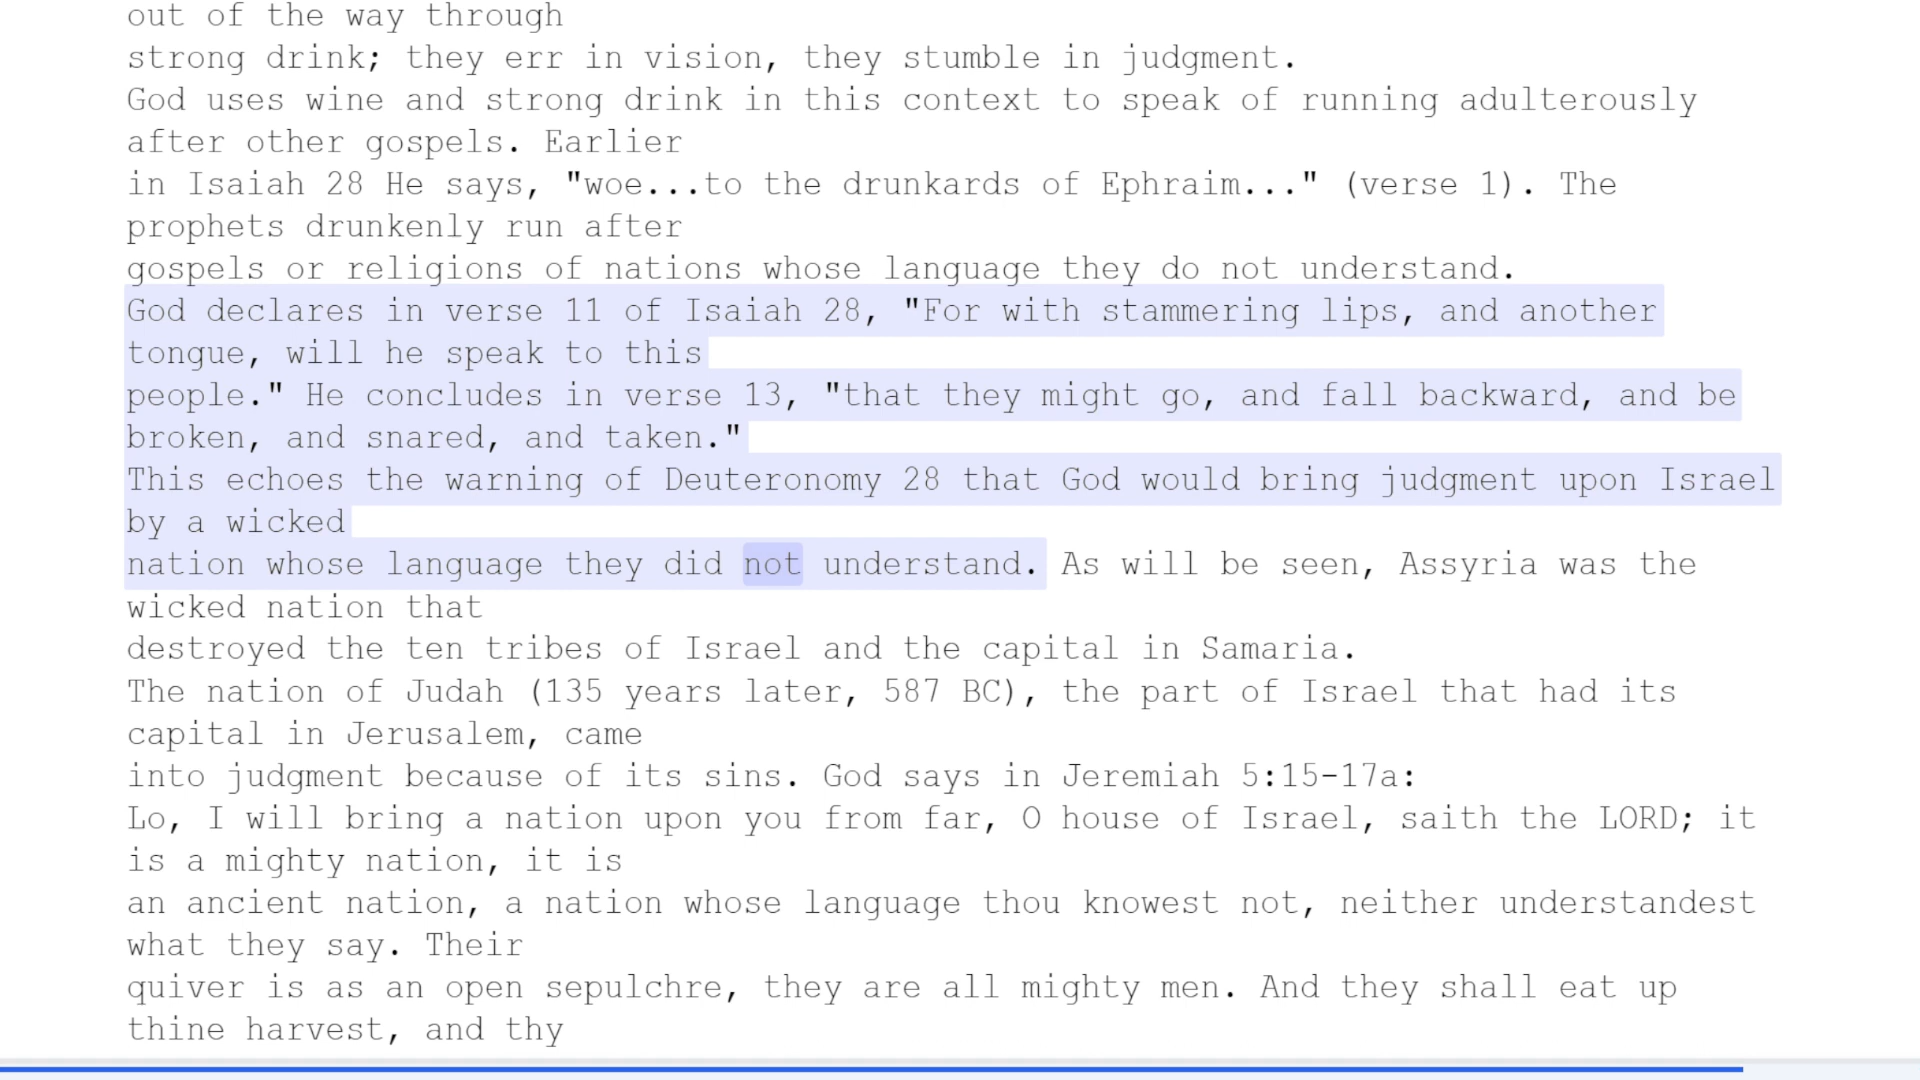 out of the way through
strong drink; they err in vision, they stumble in judgment.
God uses wine and strong drink in this context to speak of running adulterously
after other gospels. Earlier
in Isaiah 28 He says, "woe...to the drunkards of Ephraim..." (verse 1). The
prophets drunkenly run after
gospels or religions of nations whose language they do not understand.
God declares in verse 11 of Isaiah 28, "For with stammering lips, and another
tongue, will he speak to this
people." He concludes in verse 13, "that they might go, and fall backward, and be
broken, and snared, and taken."
This echoes the warning of Deuteronomy 28 that God would bring judgment upon Israel
by a wicked
nation whose language they did not understand. As will be seen, Assyria was the
wicked nation that
destroyed the ten tribes of Israel and the capital in Samaria.
The nation of Judah (135 years later, 587 BC), the part of Israel that had its
capital in Jerusalem, came
into judgment because of its sins. God says in Jeremiah 5:15-17a:
Lo, I will bring a nation upon you from far, O house of Israel, saith the LORD; it
is a mighty nation, it is
an ancient nation, a nation whose language thou knowest not, neither understandest
what they say. Their
quiver is as an open sepulchre, they are all mighty men. And they shall eat up
thine harvest, and thy